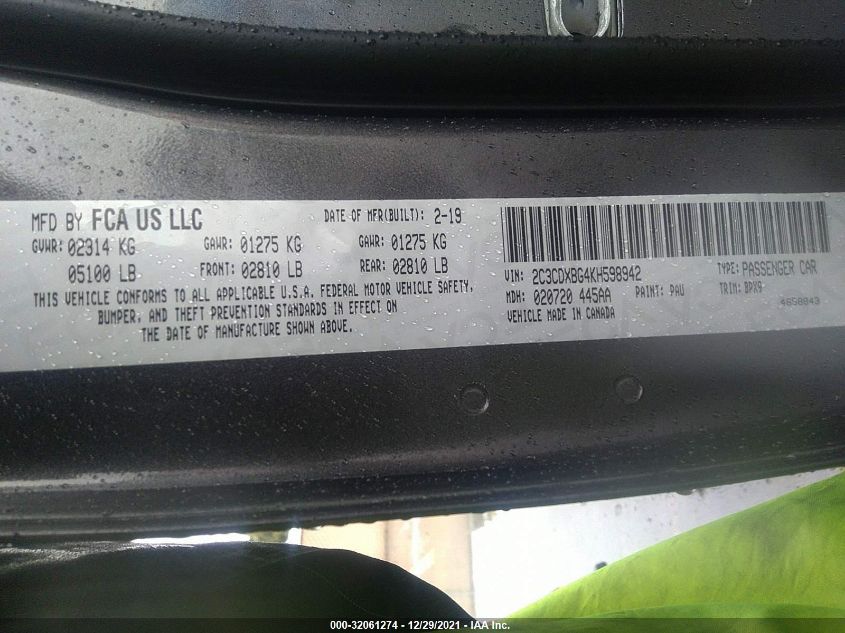 MFD BY FCA US LLC DATE OF MFR(BUILT): 2-19
GVWR: 02314 KG GAWR: 01275 KG GAWR: 01275 KG
05100 LB FRONT: 02810 LB REAR: 02810 LB
THIS VEHICLE CONFORMS TO ALL APPLICABLE U.S.A. FEDERAL MOTOR VEHICLE SAFETY,
BUMPER, AND THEFT PREVENTION STANDARDS IN EFFECT ON
THE DATE OF MANUFACTURE SHOWN ABOVE.
VIN: 2C3CDXBG4KH598942 TYPE: PASSENGER CAR
MDH: 020720 445AA PAINT: PAU TRIM: BPX9
VEHICLE MADE IN CANADA 4658843
000-32061274 | 12/29/2021 - IAA Inc.